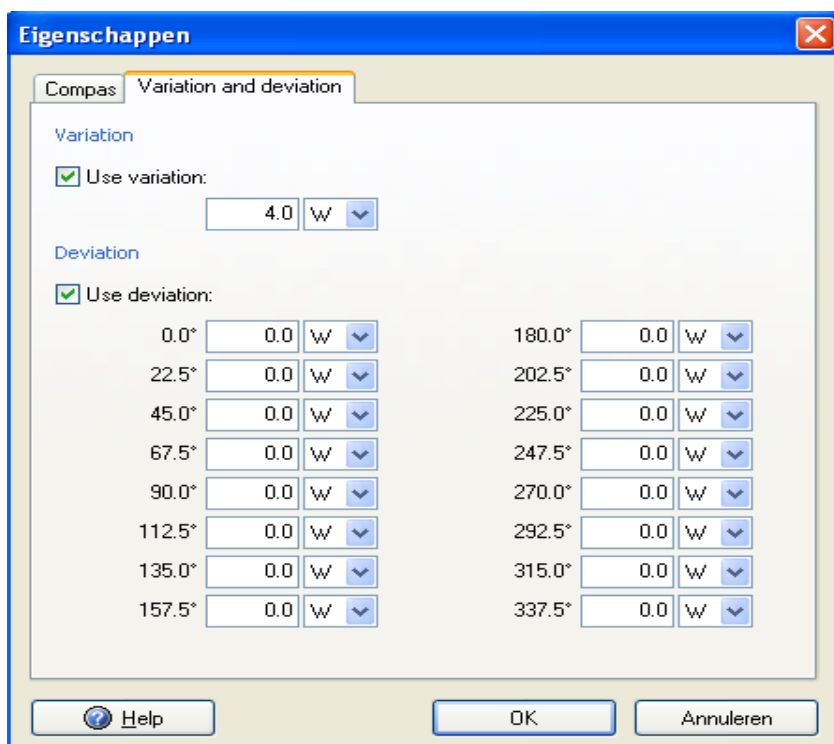 Eigenschappen
Compas Variation and deviation
Variation
Use variation:
4.0 W
Deviation
Use deviation:
0.0° 0.0 W 180.0° 0.0 W
22.5° 0.0 W 202.5° 0.0 W
45.0° 0.0 W 225.0° 0.0 W
67.5° 0.0 W 247.5° 0.0 W
90.0° 0.0 W 270.0° 0.0 W
112.5° 0.0 W 292.5° 0.0 W
135.0° 0.0 W 315.0° 0.0 W
157.5° 0.0 W 337.5° 0.0 W
Help OK Annuleren